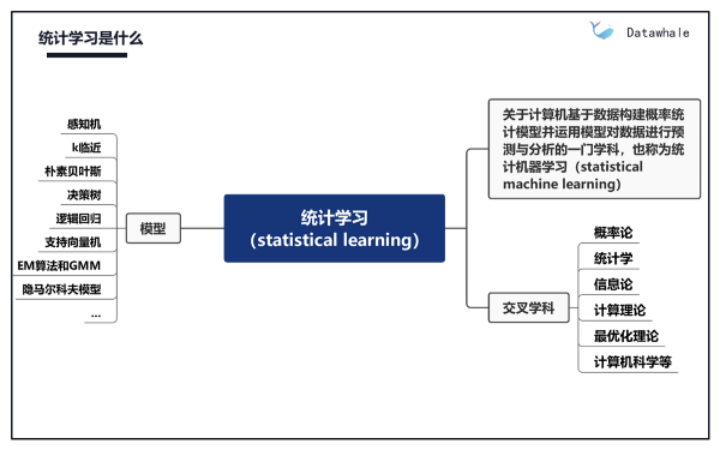 统计学习是什么
Datawhale
感知机
k临近
朴素贝叶斯
决策树
逻辑回归
支持向量机
EM算法和GMM
隐马尔科夫模型
...
模型
统计学习
（statistical learning）
关于计算机基于数据构建概率统
计模型并运用模型对数据进行预
测与分析的一门学科，也称为统
计机器学习（statistical
machine learning）
交叉学科
概率论
统计学
信息论
计算理论
最优化理论
计算机科学等